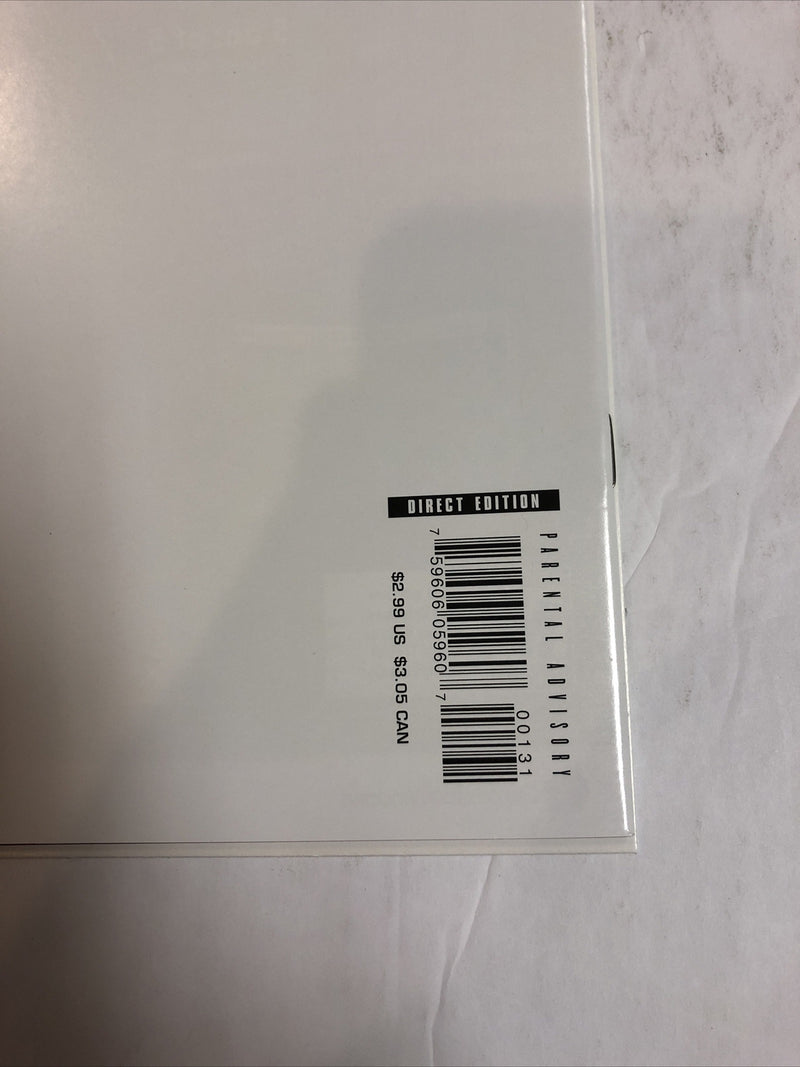 DIRECT EDITION
PARENTAL ADVISORY
00131
7 59606 05960 7
$2.99 US $3.05 CAN